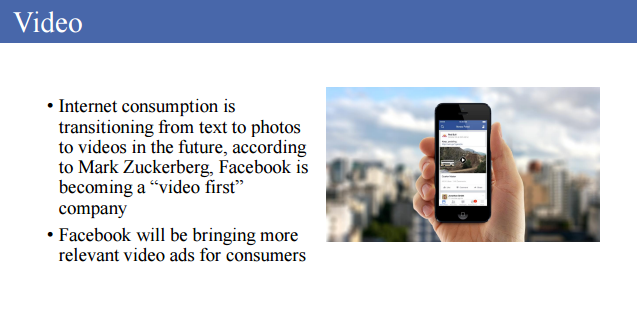 Video
• Internet consumption is
transitioning from text to photos
to videos in the future, according
to Mark Zuckerberg, Facebook is
becoming a “video first”
company
• Facebook will be bringing more
relevant video ads for consumers